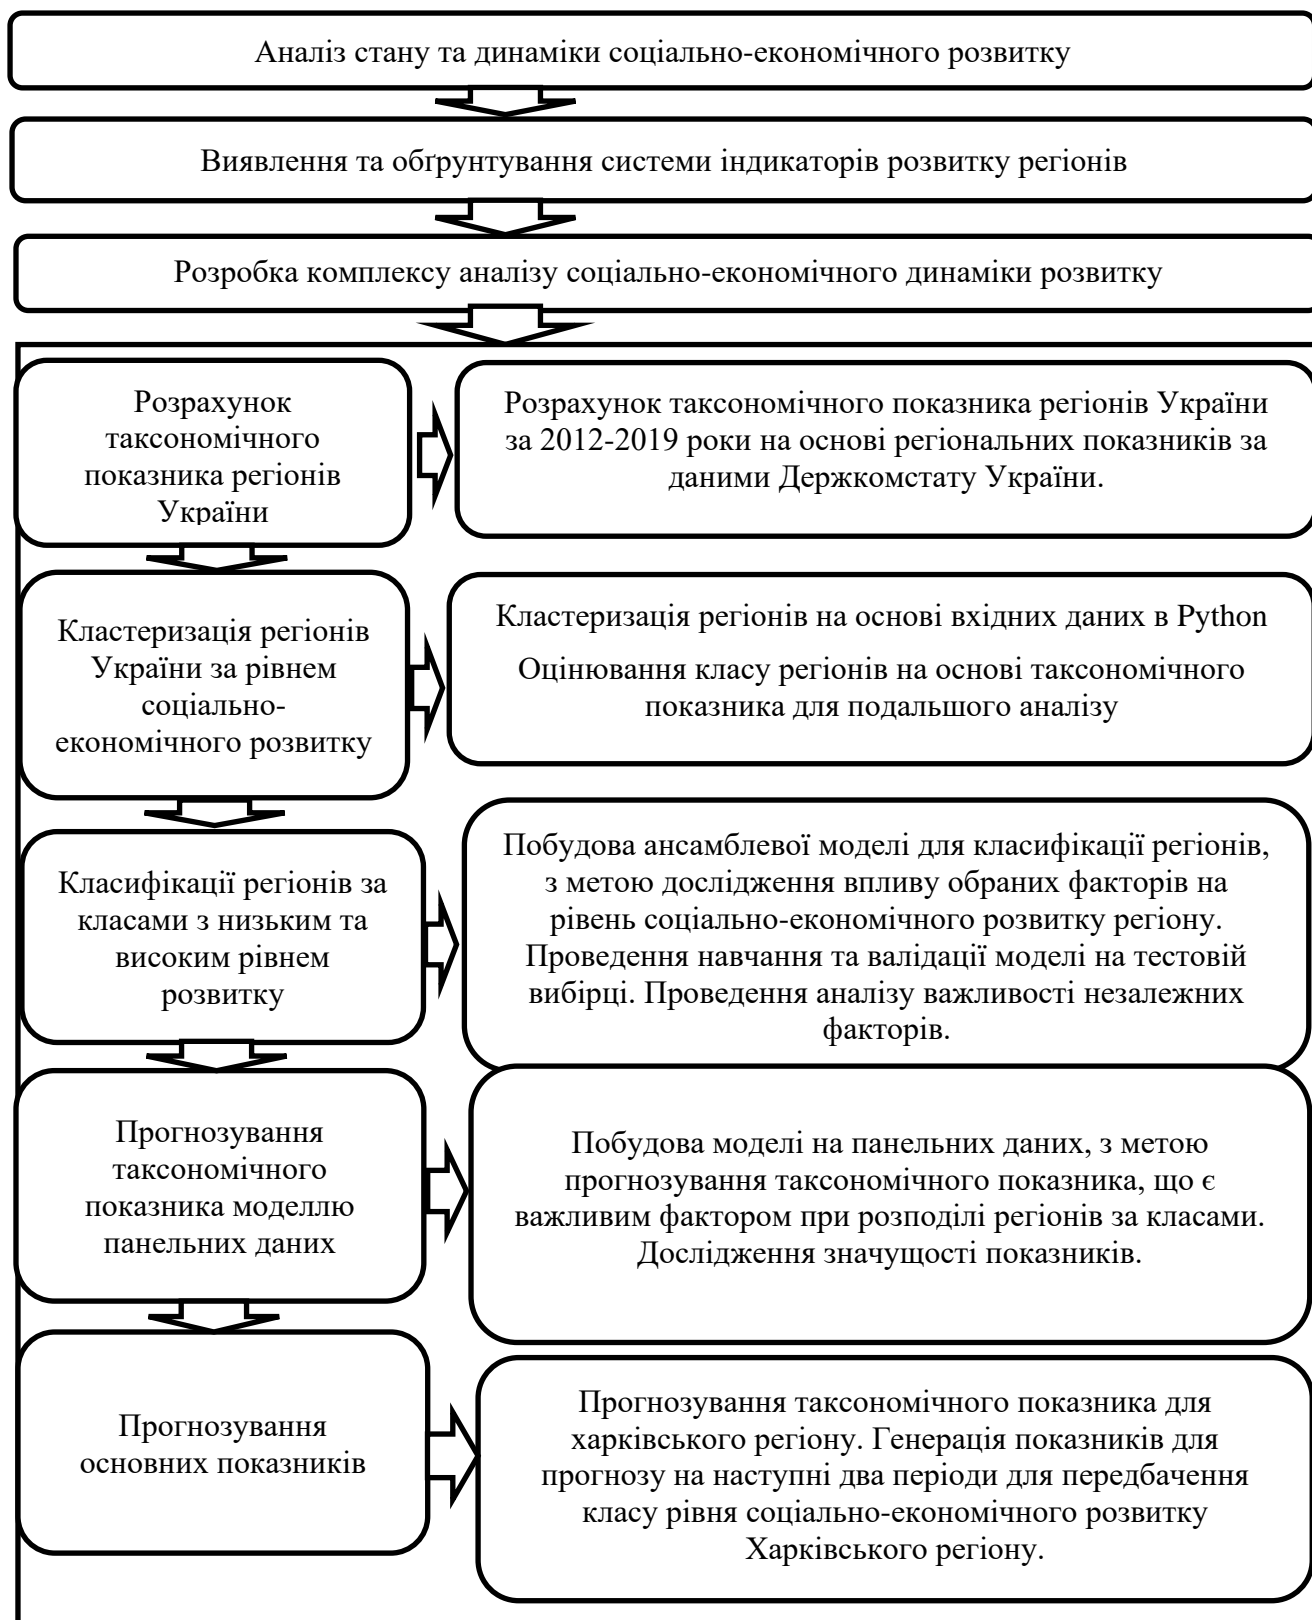 Аналіз стану та динаміки соціально-економічного розвитку
Виявлення та обґрунтування системи індикаторів розвитку регіонів
Розробка комплексу аналізу соціально-економічного динаміки розвитку
Розрахунок
таксономічного
показника регіонів
України
Розрахунок таксономічного показника регіонів України
за 2012-2019 роки на основі регіональних показників за
даними Держкомстату України.
Кластеризація регіонів
України за рівнем
соціально-
економічного розвитку
Кластеризація регіонів на основі вхідних даних в Python
Оцінювання класу регіонів на основі таксономічного
показника для подальшого аналізу
Класифікації регіонів за
класами з низьким та
високим рівнем
розвитку
Побудова ансамблевої моделі для класифікації регіонів,
з метою дослідження впливу обраних факторів на
рівень соціально-економічного розвитку регіону.
Проведення навчання та валідації моделі на тестовій
вибірці. Проведення аналізу важливості незалежних
факторів.
Прогнозування
таксономічного
показника моделлю
панельних даних
Побудова моделі на панельних даних, з метою
прогнозування таксономічного показника, що є
важливим фактором при розподілі регіонів за класами.
Дослідження значущості показників.
Прогнозування
основних показників
Прогнозування таксономічного показника для
харківського регіону. Генерація показників для
прогнозу на наступні два періоди для передбачення
класу рівня соціально-економічного розвитку
Харківського регіону.